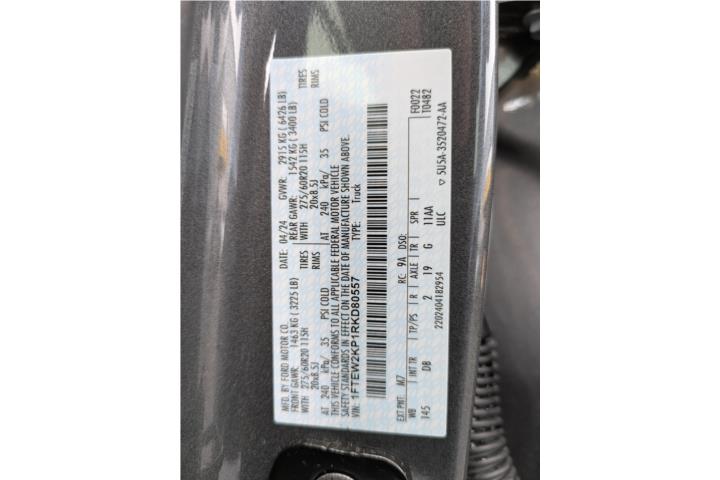 MFD. BY FORD MOTOR CO. 04/24 GVWR: 2915 KG ( 6426 LB)
FRONT GAWR: 1463 KG ( 3225 LB) REAR GAWR: 1542 KG ( 3400 LB)
WITH 275/60R20 115H TIRES WITH 275/60R20 115H TIRES
20x8.5J RIMS 20x8.5J RIMS
AT 240 kPa/ 35 PSI COLD AT 240 kPa/ 35 PSI COLD
THIS VEHICLE CONFORMS TO ALL APPLICABLE FEDERAL MOTOR VEHICLE
SAFETY STANDARDS IN EFFECT ON THE DATE OF MANUFACTURE SHOWN ABOVE.
VIN: 1FTEW2KP1RKD80557 TYPE: Truck
EXT PNT: M7 RC: 9A DSO: F0022
WB INT TR TP/PS R AXLE TR SPR T0482
145 DB 2 19 G 11AA
ULC
2202404182954 ▽ 5U5A-3520472-AA